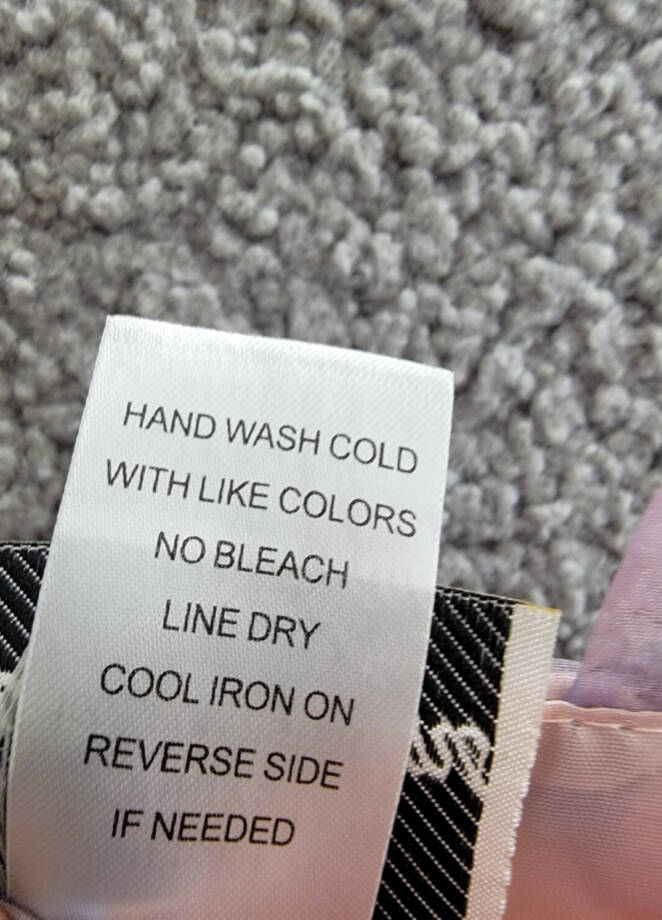 HAND WASH COLD
WITH LIKE COLORS
NO BLEACH
LINE DRY
COOL IRON ON
REVERSE SIDE
IF NEEDED